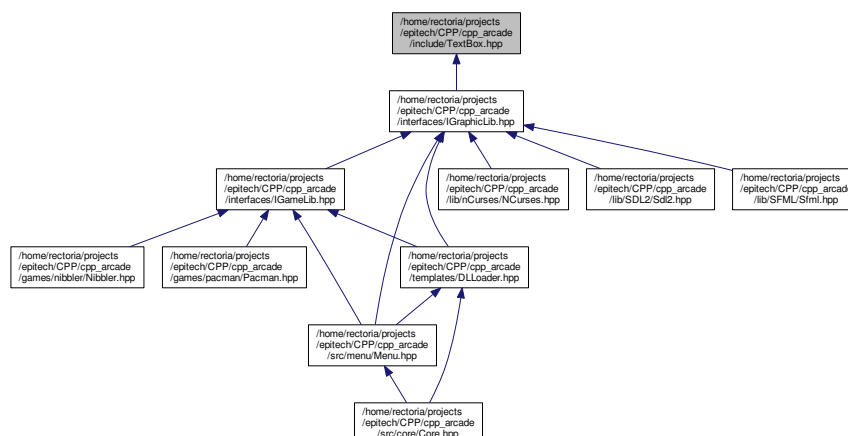 /home/rectoria/projects
/epitech/CPP/cpp_arcade
/include/TextBox.hpp
/home/rectoria/projects
/epitech/CPP/cpp_arcade
/interfaces/IGraphicLib.hpp
/home/rectoria/projects
/epitech/CPP/cpp_arcade
/interfaces/IGameLib.hpp
/home/rectoria/projects
/epitech/CPP/cpp_arcade
/lib/nCurses/NCurses.hpp
/home/rectoria/projects
/epitech/CPP/cpp_arcade
/lib/SDL2/Sdl2.hpp
/home/rectoria/projects
/epitech/CPP/cpp_arcade
/lib/SFML/Sfml.hpp
/home/rectoria/projects
/epitech/CPP/cpp_arcade
/games/nibbler/Nibbler.hpp
/home/rectoria/projects
/epitech/CPP/cpp_arcade
/games/pacman/Pacman.hpp
/home/rectoria/projects
/epitech/CPP/cpp_arcade
/templates/DLLoader.hpp
/home/rectoria/projects
/epitech/CPP/cpp_arcade
/src/menu/Menu.hpp
/home/rectoria/projects
/epitech/CPP/cpp_arcade
/src/core/Core.hpp